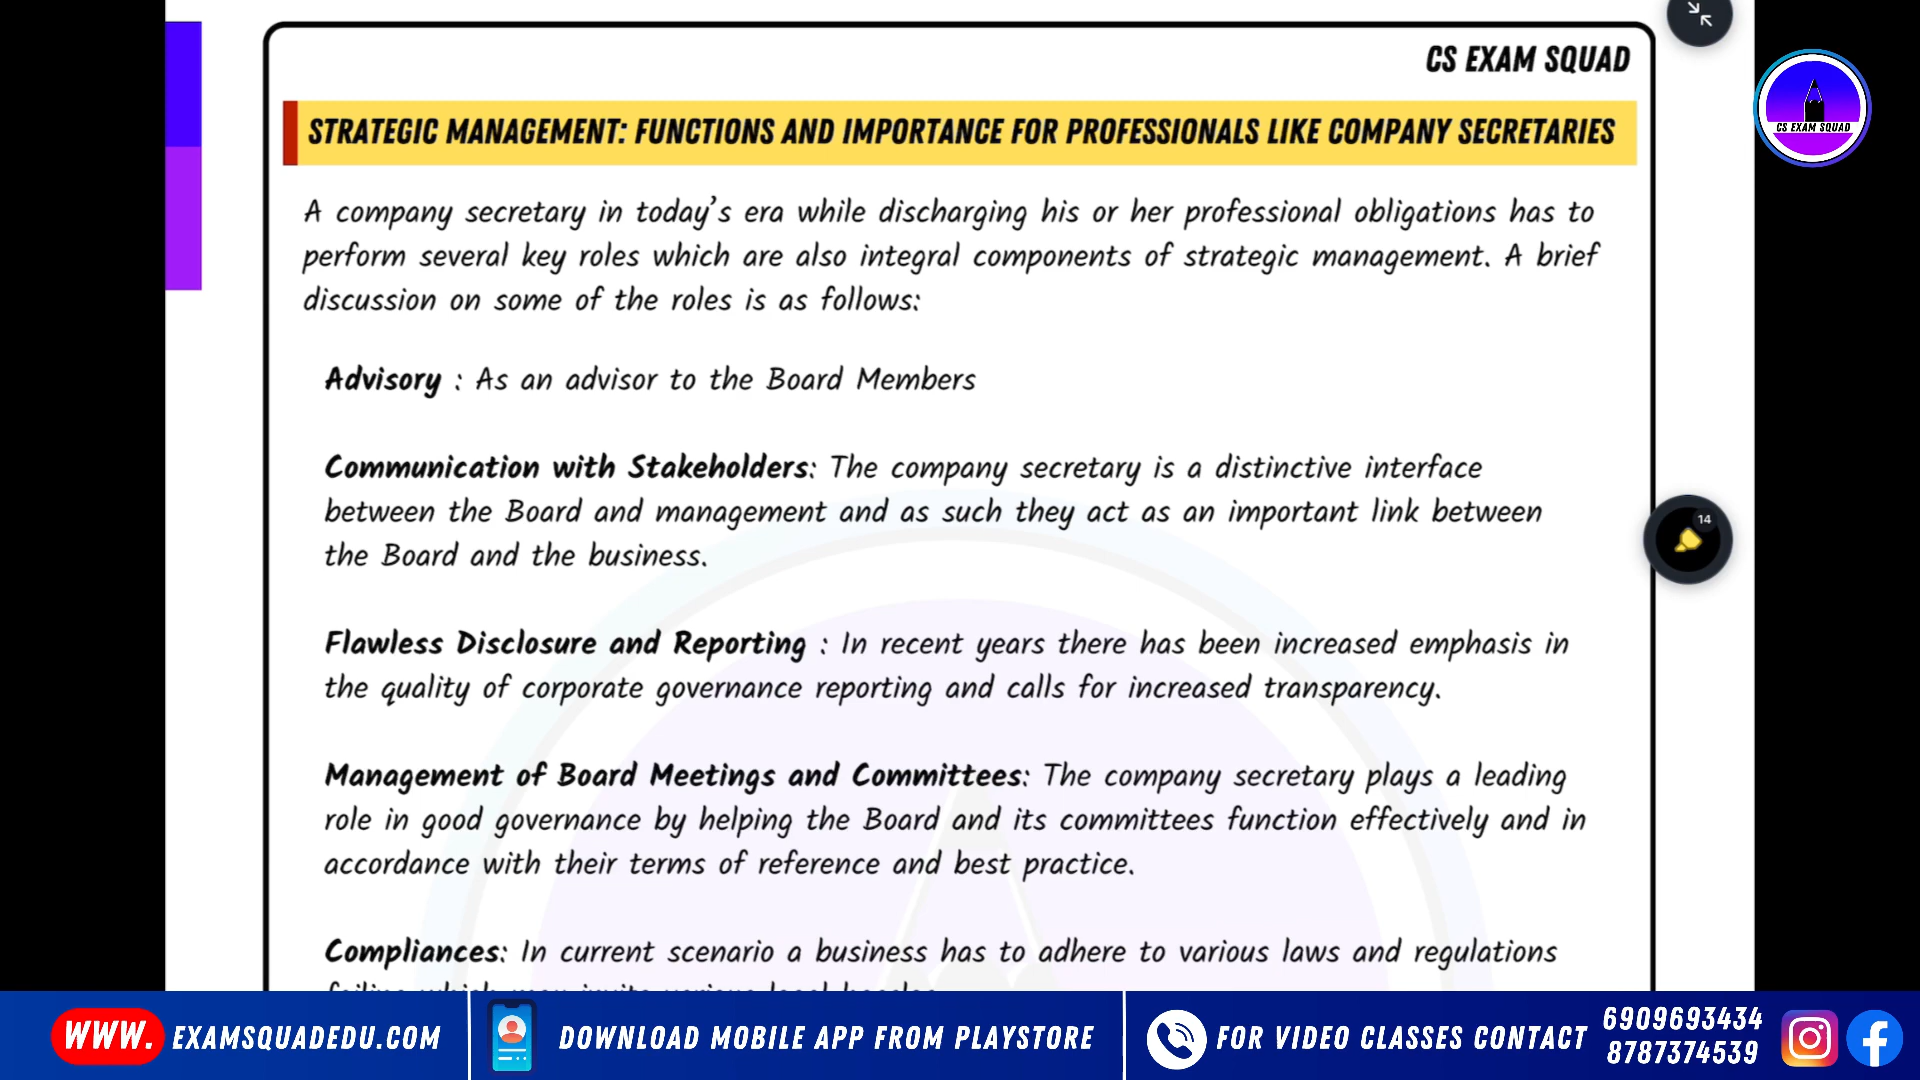 CS EXAM SQUAD
CS EXAM SQUAD
STRATEGIC MANAGEMENT: FUNCTIONS AND IMPORTANCE FOR PROFESSIONALS LIKE COMPANY SECRETARIES
A company secretary in today's era while discharging his or her professional obligations has to
perform several key roles which are also integral components of strategic management. A brief
discussion on some of the roles is as follows:
Advisory : As an advisor to the Board Members
Communication with Stakeholders: The company secretary is a distinctive interface
between the Board and management and as such they act as an important link between
the Board and the business.
14
Flawless Disclosure and Reporting : In recent years there has been increased emphasis in
the quality of corporate governance reporting and calls for increased transparency.
Management of Board Meetings and Committees: The company secretary plays a leading
role in good governance by helping the Board and its committees function effectively and in
accordance with their terms of reference and best practice.
Compliances: In current scenario a business has to adhere to various laws and regulations
WWW. EXAMSQUADEDU.COM
DOWNLOAD MOBILE APP FROM PLAYSTORE
FOR VIDEO CLASSES CONTACT
6909693434
8787374539